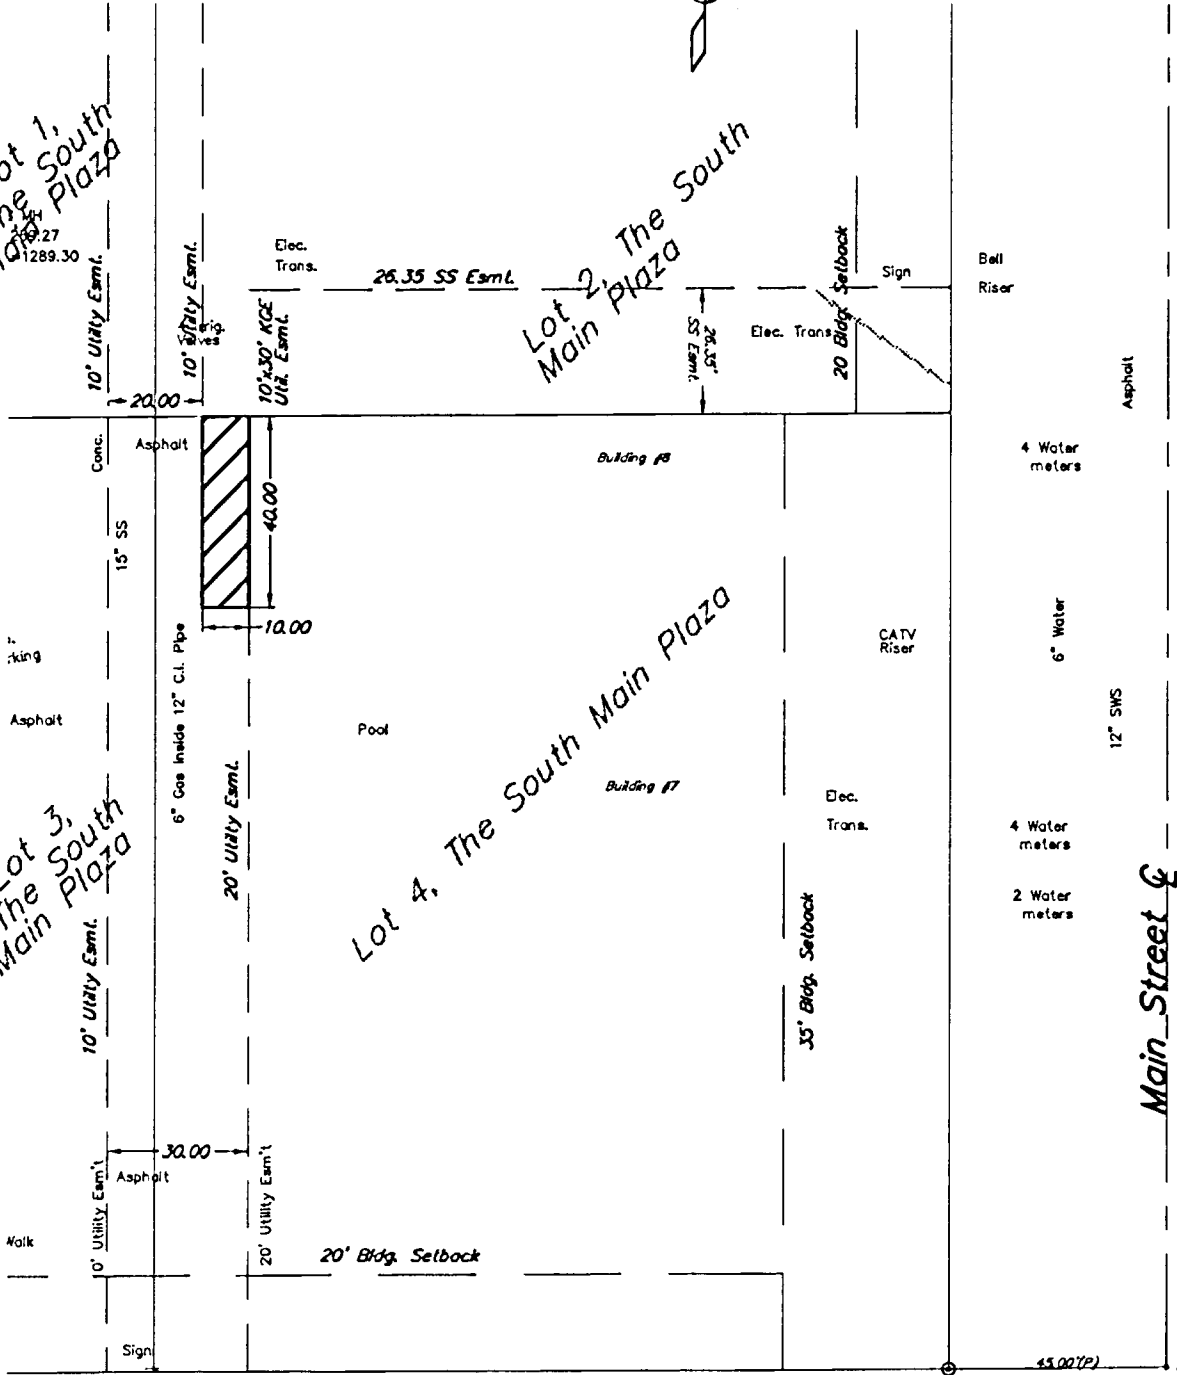 ot 1,
he South
Main Plaza
MH
.27
1289.30
10' Utility Esmt.
10' Utility Esmt.
Elec.
Trans.
26.35 SS Esmt.
10'x30' KGE
Util. Esmt.
Lot 2, The South
Main Plaza
26.35'
SS Esmt.
Elec. Trans.
20 Bldg. Setback
Sign
Bell
Riser
Asphalt
20.00
Conc.
Asphalt
15" SS
40.00
10.00
Building #8
4 Water
meters
6" Gas Inside 12" C.I. Pipe
rking
Asphalt
Pool
20' Utility Esmt.
Building #7
Lot 4, The South Main Plaza
CATV
Riser
6" Water
12" SWS
Elec.
Trans.
4 Water
meters
2 Water
meters
Lot 3,
The South
Main Plaza
10' Utility Esmt.
35' Bldg. Setback
Main Street ℄
30.00
Asphalt
0' Utility Esm't
20' Utility Esm't
Walk
20' Bldg. Setback
Sign
45.00'(P)